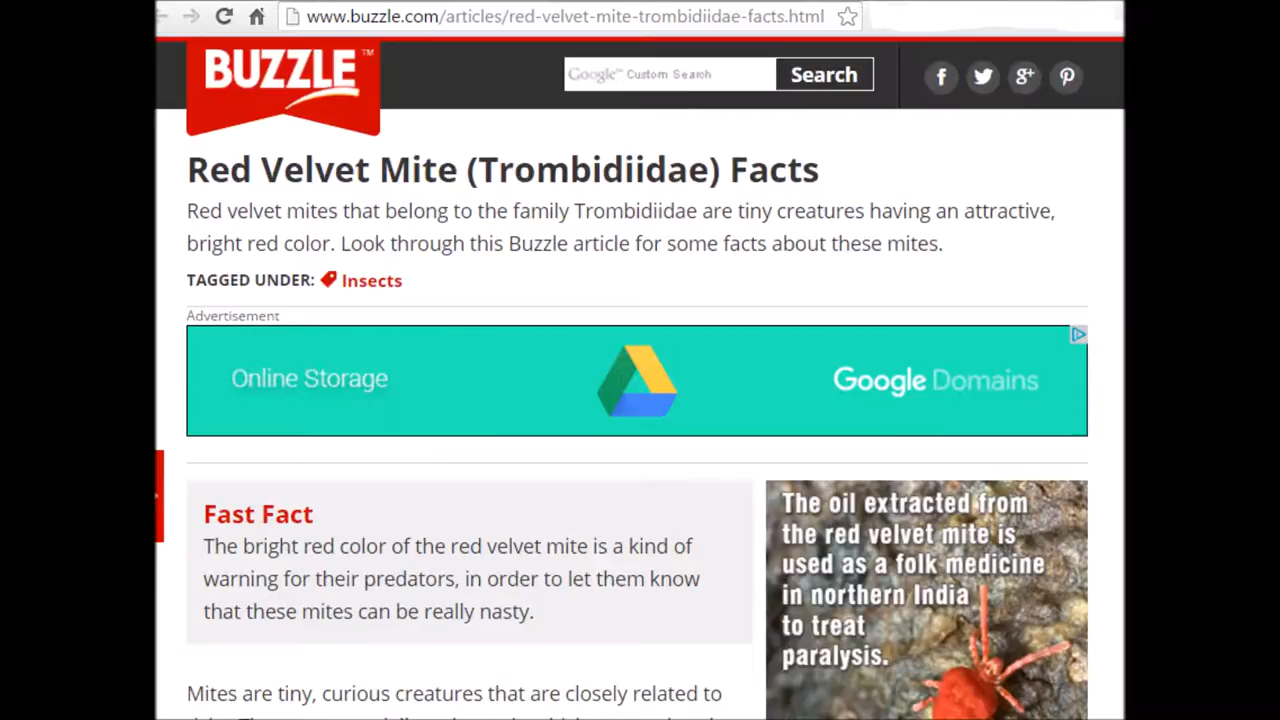 www.buzzle.com/articles/red-velvet-mite-trombidiidae-facts.html
BUZZLE™
Google™ Custom Search
Search
Red Velvet Mite (Trombidiidae) Facts
Red velvet mites that belong to the family Trombidiidae are tiny creatures having an attractive,
bright red color. Look through this Buzzle article for some facts about these mites.
TAGGED UNDER: Insects
Advertisement
Online Storage
Google Domains
Fast Fact
The bright red color of the red velvet mite is a kind of
warning for their predators, in order to let them know
that these mites can be really nasty.
The oil extracted from
the red velvet mite is
used as a folk medicine
in northern India
to treat
paralysis.
Mites are tiny, curious creatures that are closely related to